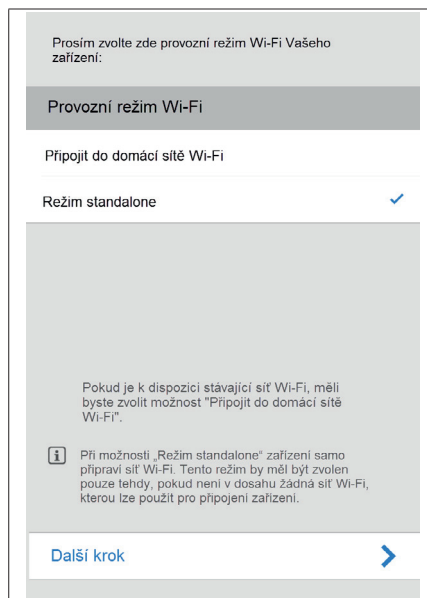 Prosím zvolte zde provozní režim Wi-Fi Vašeho
zařízení:
Provozní režim Wi-Fi
Připojit do domácí sítě Wi-Fi
Režim standalone
Pokud je k dispozici stávající síť Wi-Fi, měli
byste zvolit možnost "Připojit do domácí sítě
Wi-Fi".
Při možnosti „Režim standalone" zařízení samo
připraví síť Wi-Fi. Tento režim by měl být zvolen
pouze tehdy, pokud není v dosahu žádná síť Wi-Fi,
kterou lze použít pro připojení zařízení.
Další krok